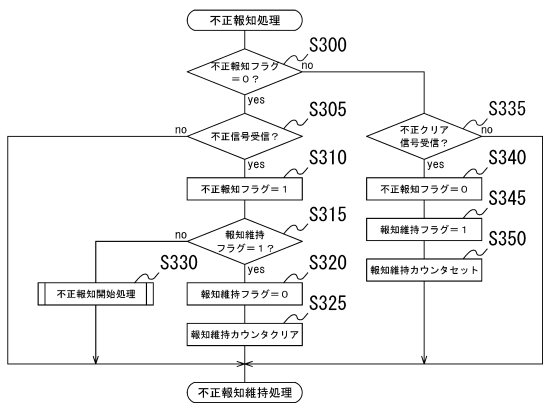 不正報知処理
S300
不正報知フラグ
=０？
no
yes
S305
不正信号受信？
no
yes
S310
不正報知フラグ＝１
S315
報知維持
フラグ＝１？
no
yes
S330
不正報知開始処理
S320
報知維持フラグ＝０
S325
報知維持カウンタクリア
S335
不正クリア
信号受信？
no
yes
S340
不正報知フラグ＝０
S345
報知維持フラグ＝１
S350
報知維持カウンタセット
不正報知維持処理